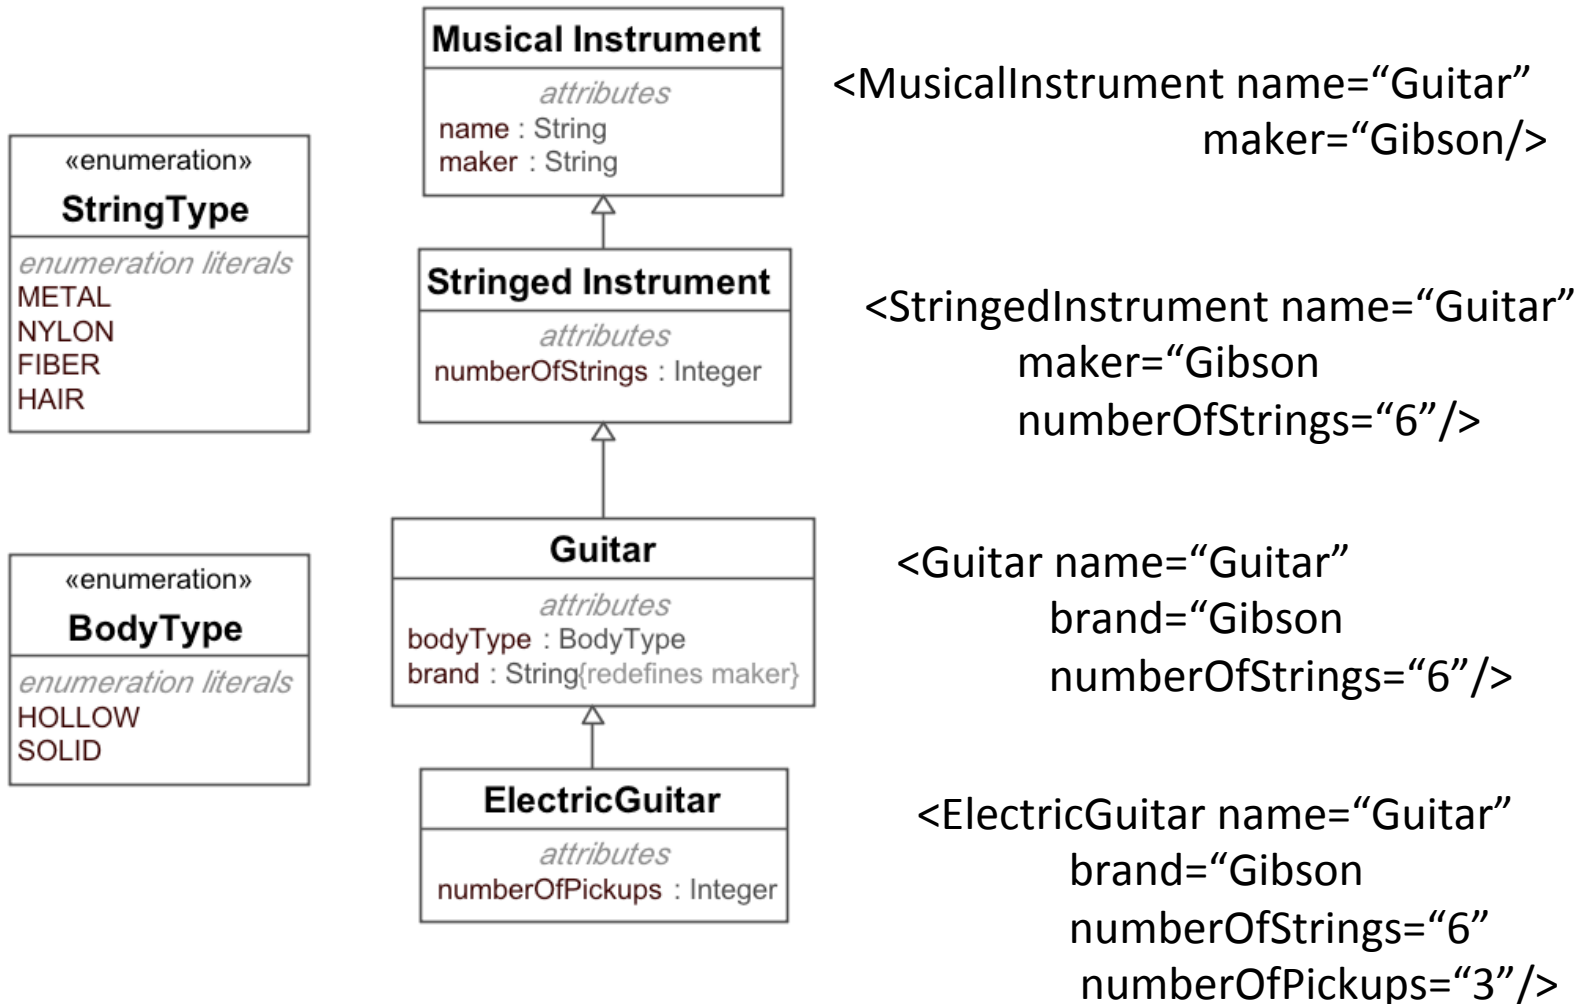 «enumeration»
StringType
enumeration literals
METAL
NYLON
FIBER
HAIR
«enumeration»
BodyType
enumeration literals
HOLLOW
SOLID
Musical Instrument
attributes
name : String
maker : String
Stringed Instrument
attributes
numberOfStrings : Integer
Guitar
attributes
bodyType : BodyType
brand : String{redefines maker}
ElectricGuitar
attributes
numberOfPickups : Integer
<MusicalInstrument name=“Guitar”
maker=“Gibson/>
<StringedInstrument name=“Guitar”
maker=“Gibson
numberOfStrings=“6”/>
<Guitar name=“Guitar”
brand=“Gibson
numberOfStrings=“6”/>
<ElectricGuitar name=“Guitar”
brand=“Gibson
numberOfStrings=“6”
numberOfPickups=“3”/>